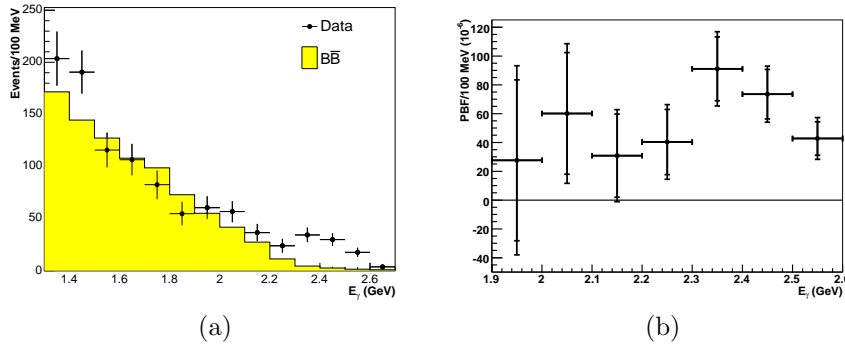 Events/100 MeV
250
200
150
100
50
0
1.4 1.6 1.8 2 2.2 2.4 2.6
E_γ (GeV)
Data
BB̅
(a)
PBF/100 MeV (10⁻⁶)
120
100
80
60
40
20
0
-20
-40
1.9 2 2.1 2.2 2.3 2.4 2.5 2.6
E_γ (GeV)
(b)